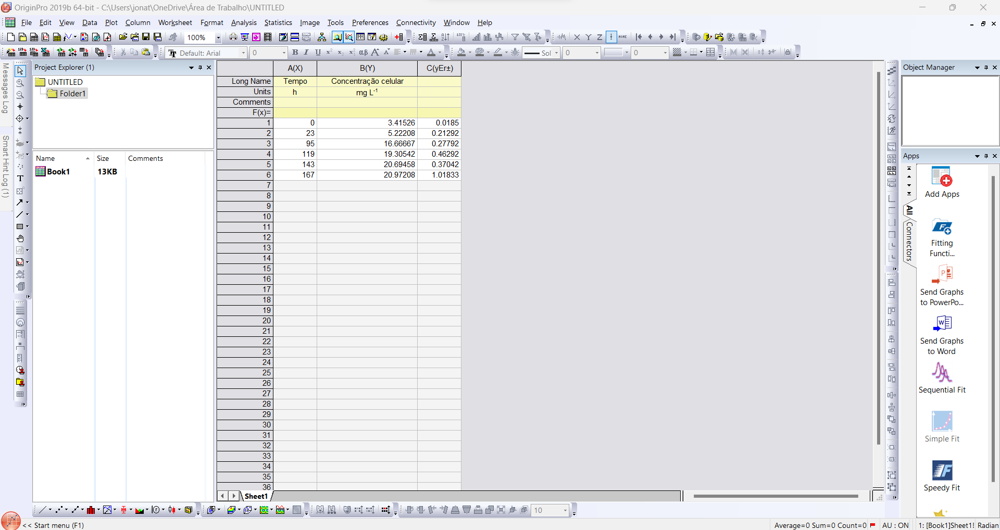 OriginPro 2019b 64-bit - C:\Users\jonat\OneDrive\Área de Trabalho\UNTITLED
File Edit View Data Plot Column Worksheet Format Analysis Statistics Image Tools Preferences Connectivity Window Help
100%
Default: Arial 0 B I U αβ A A A Sol 0 0
Messages Log
Smart Hint Log (1)
Project Explorer (1)
UNTITLED
Folder1
Name Size Comments
Book1 13KB
A(X) B(Y) C(yEr±)
Long Name Tempo Concentração celular
Units h mg L⁻¹
Comments
F(x)=
1 0 3.41526 0.0185
2 23 5.22208 0.21292
3 95 16.66667 0.27792
4 119 19.30542 0.46292
5 143 20.69458 0.37042
6 167 20.97208 1.01833
7
8
9
10
11
12
13
14
15
16
17
18
19
20
21
22
23
24
25
26
27
28
29
30
31
32
33
34
35
36
Sheet1
Object Manager
Apps
All
Connectors
Add Apps
Fitting
Functi...
Send Graphs
to PowerPo...
Send Graphs
to Word
Sequential Fit
Simple Fit
Speedy Fit
10
<< Start menu (F1)
Average=0 Sum=0 Count=0 AU : ON 1: [Book1]Sheet1! Radian